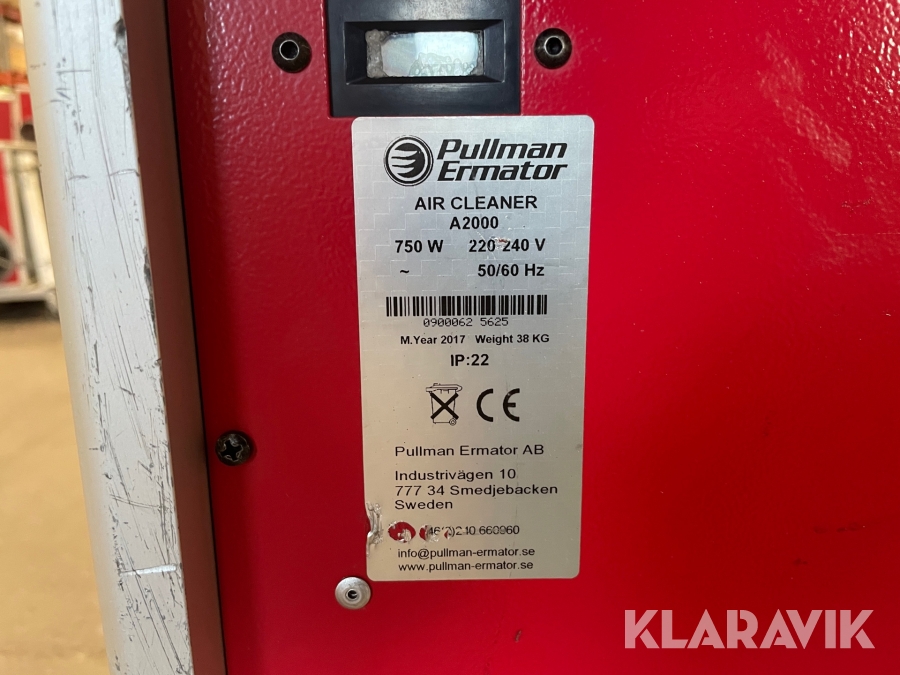 Pullman
Ermator
AIR CLEANER
A2000
750 W 220 240 V
~ 50/60 Hz
0900062 5625
M.Year 2017 Weight 38 KG
IP:22
CE
Pullman Ermator AB
Industrivägen 10
777 34 Smedjebacken
Sweden
660960
info@pullman-ermator.se
www.pullman-ermator.se
KLARAVIK